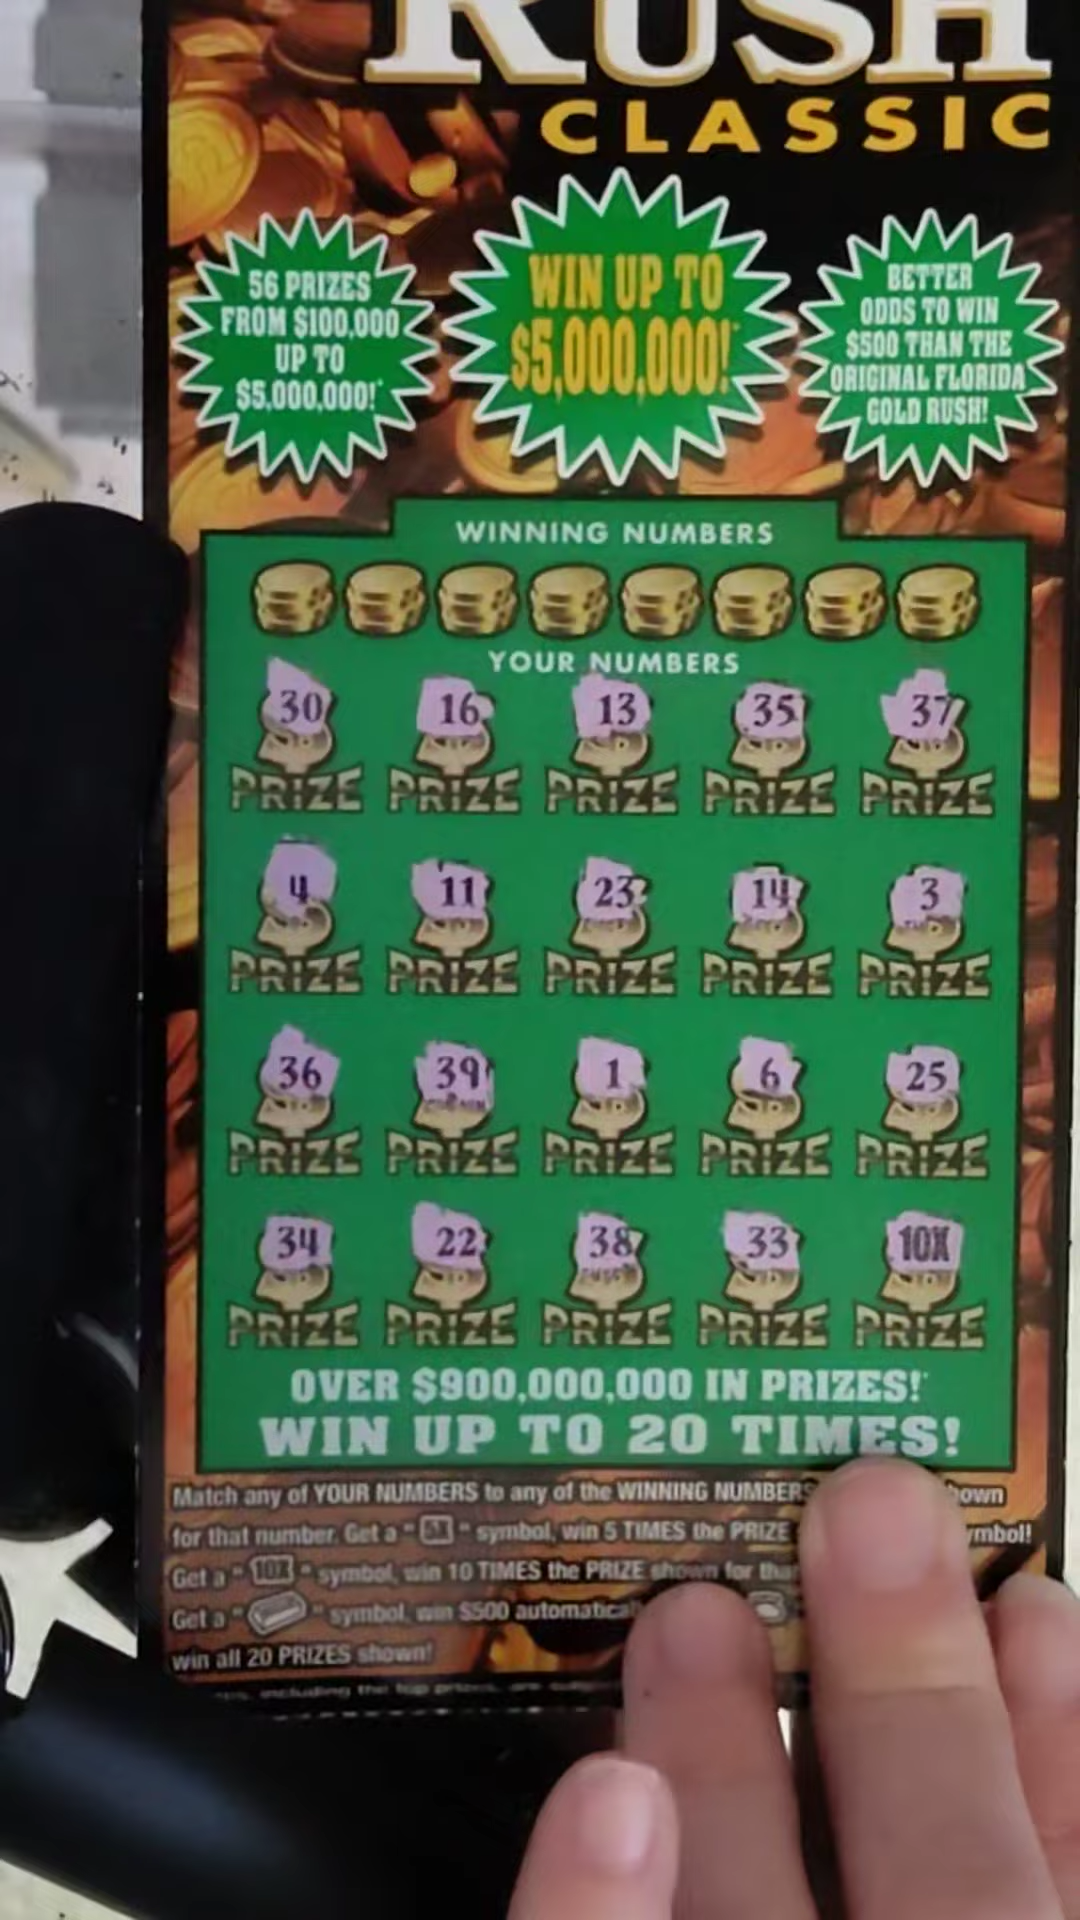 RUSH
CLASSIC
56 PRIZES
FROM $100,000
UP TO
$5,000,000!*
WIN UP TO
$5,000,000!*
BETTER
ODDS TO WIN
$500 THAN THE
ORIGINAL FLORIDA
GOLD RUSH!
WINNING NUMBERS
YOUR NUMBERS
30 16 13 35 37
PRIZE PRIZE PRIZE PRIZE PRIZE
4 11 23 14 3
PRIZE PRIZE PRIZE PRIZE PRIZE
36 39 1 6 25
PRIZE PRIZE PRIZE PRIZE PRIZE
34 22 38 33 10X
PRIZE PRIZE PRIZE PRIZE PRIZE
OVER $900,000,000 IN PRIZES!*
WIN UP TO 20 TIMES!
Match any of YOUR NUMBERS to any of the WINNING NUMBERS
for that number. Get a "5X" symbol, win 5 TIMES the PRIZE
Get a "10X" symbol, win 10 TIMES the PRIZE shown for
Get a " " symbol, win $500
win all 20 PRIZES shown!
including the top prizes, are